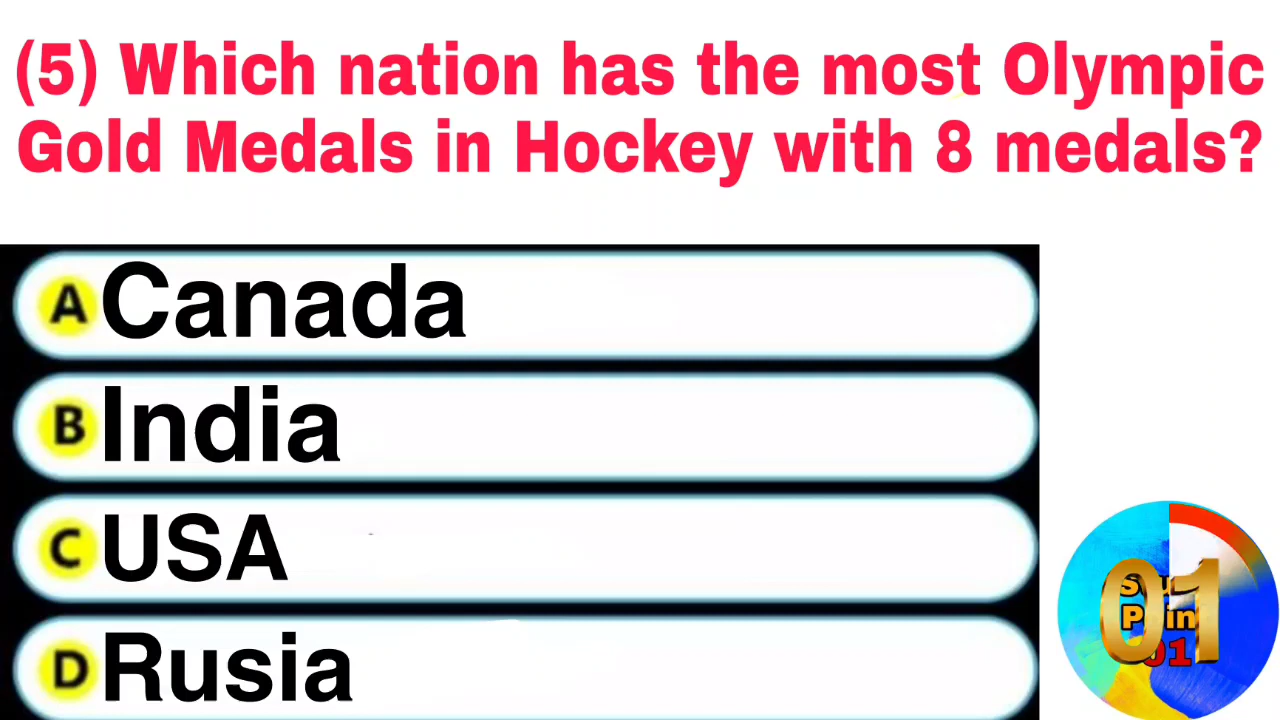 (5) Which nation has the most Olympic
Gold Medals in Hockey with 8 medals?
A Canada
B India
C USA
D Rusia
01
01